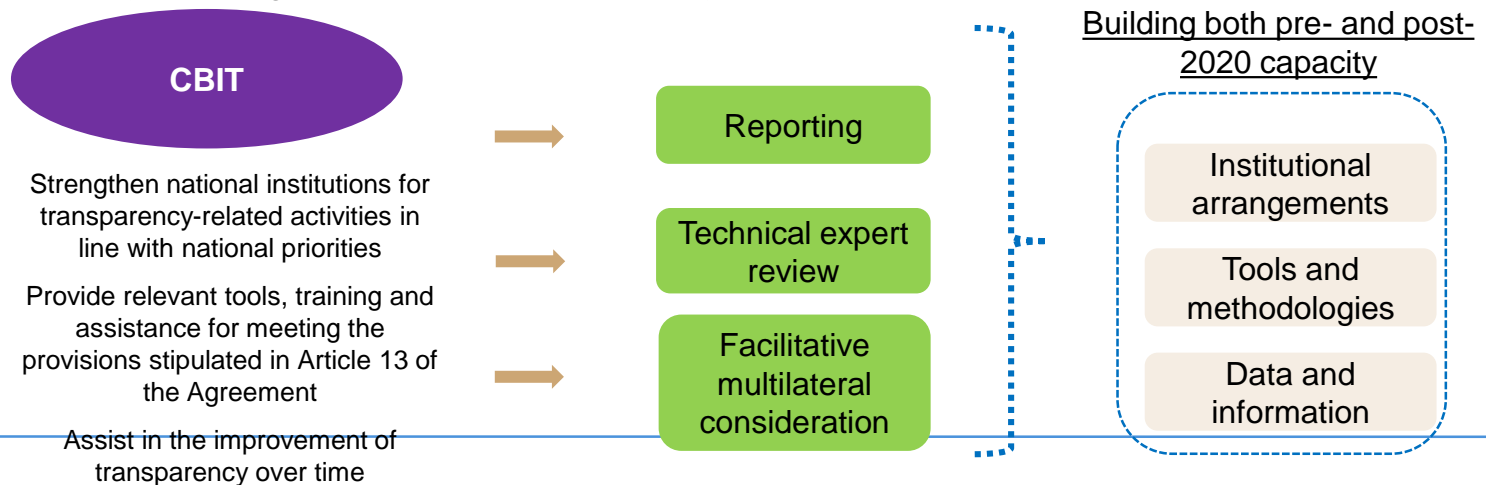 CBIT
Strengthen national institutions for
transparency-related activities in
line with national priorities
Provide relevant tools, training and
assistance for meeting the
provisions stipulated in Article 13 of
the Agreement
Assist in the improvement of
transparency over time
Reporting
Technical expert
review
Facilitative
multilateral
consideration
Building both pre- and post-
2020 capacity
Institutional
arrangements
Tools and
methodologies
Data and
information